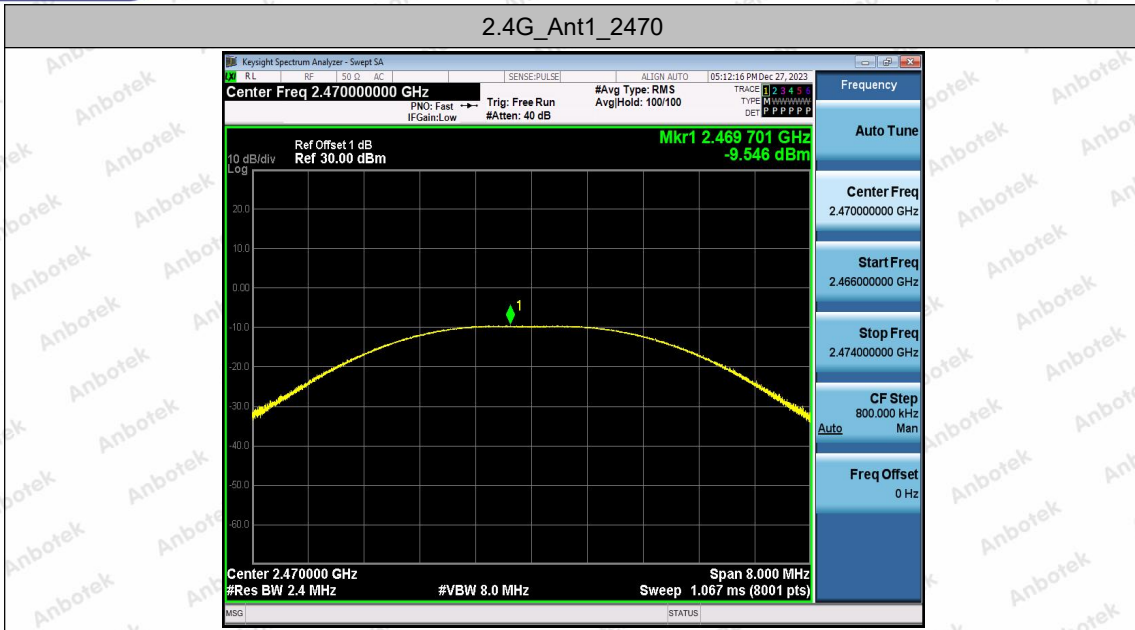 2.4G_Ant1_2470
Keysight Spectrum Analyzer - Swept SA
RL RF 50 Ω AC SENSE:PULSE ALIGN AUTO 05:12:16 PM Dec 27, 2023
Center Freq 2.470000000 GHz
PNO: Fast
IFGain:Low
Trig: Free Run
#Atten: 40 dB
#Avg Type: RMS
Avg|Hold: 100/100
TRACE 1 2 3 4 5 6
TYPE M WWWWW
DET P P P P P P
Frequency
Mkr1 2.469 701 GHz
-9.546 dBm
Ref Offset 1 dB
10 dB/div Ref 30.00 dBm
Log
20.0
10.0
0.00
-10.0
-20.0
-30.0
-40.0
-50.0
-60.0
1
Center 2.470000 GHz
Span 8.000 MHz
#Res BW 2.4 MHz #VBW 8.0 MHz Sweep 1.067 ms (8001 pts)
MSG STATUS
Auto Tune
Center Freq
2.470000000 GHz
Start Freq
2.466000000 GHz
Stop Freq
2.474000000 GHz
CF Step
800.000 kHz
Auto Man
Freq Offset
0 Hz
Anbotek